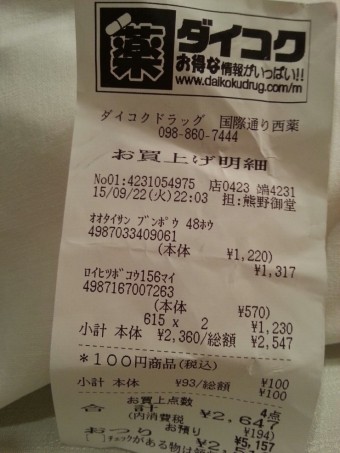 薬 ダイコク
お得な情報がいっぱい!!
www.daikokudrug.com/m
ダイコクドラッグ 国際通り西薬
098-860-7444
お買上げ明細
No01:4231054975 店0423 端4231
15/09/22(火)22:03 担:熊野御堂
オオタイサン ブンポウ 48ホウ
4987033409061
(本体 ¥1,220)
¥1,317
ロイヒツボコウ156マイ
4987167007263
(本体 ¥570)
615 x 2 ¥1,230
小計 本体 ¥2,360/総額 ¥2,547
*100円商品(税込)
¥100
小計 本体 ¥93/総額 ¥100
お買上点数 4点
合 計 ¥2,647
(内消費税 ¥194)
お預り ¥5,157
おつり
チェックがある物は